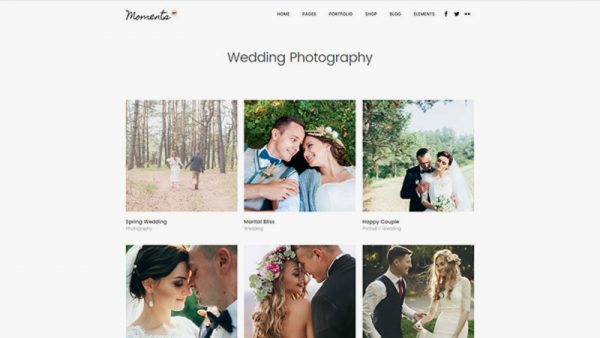 Moments
HOME PAGES PORTFOLIO SHOP BLOG ELEMENTS
Wedding Photography
Spring Wedding
Photography
Marital Bliss
Wedding
Happy Couple
Portrait / Wedding